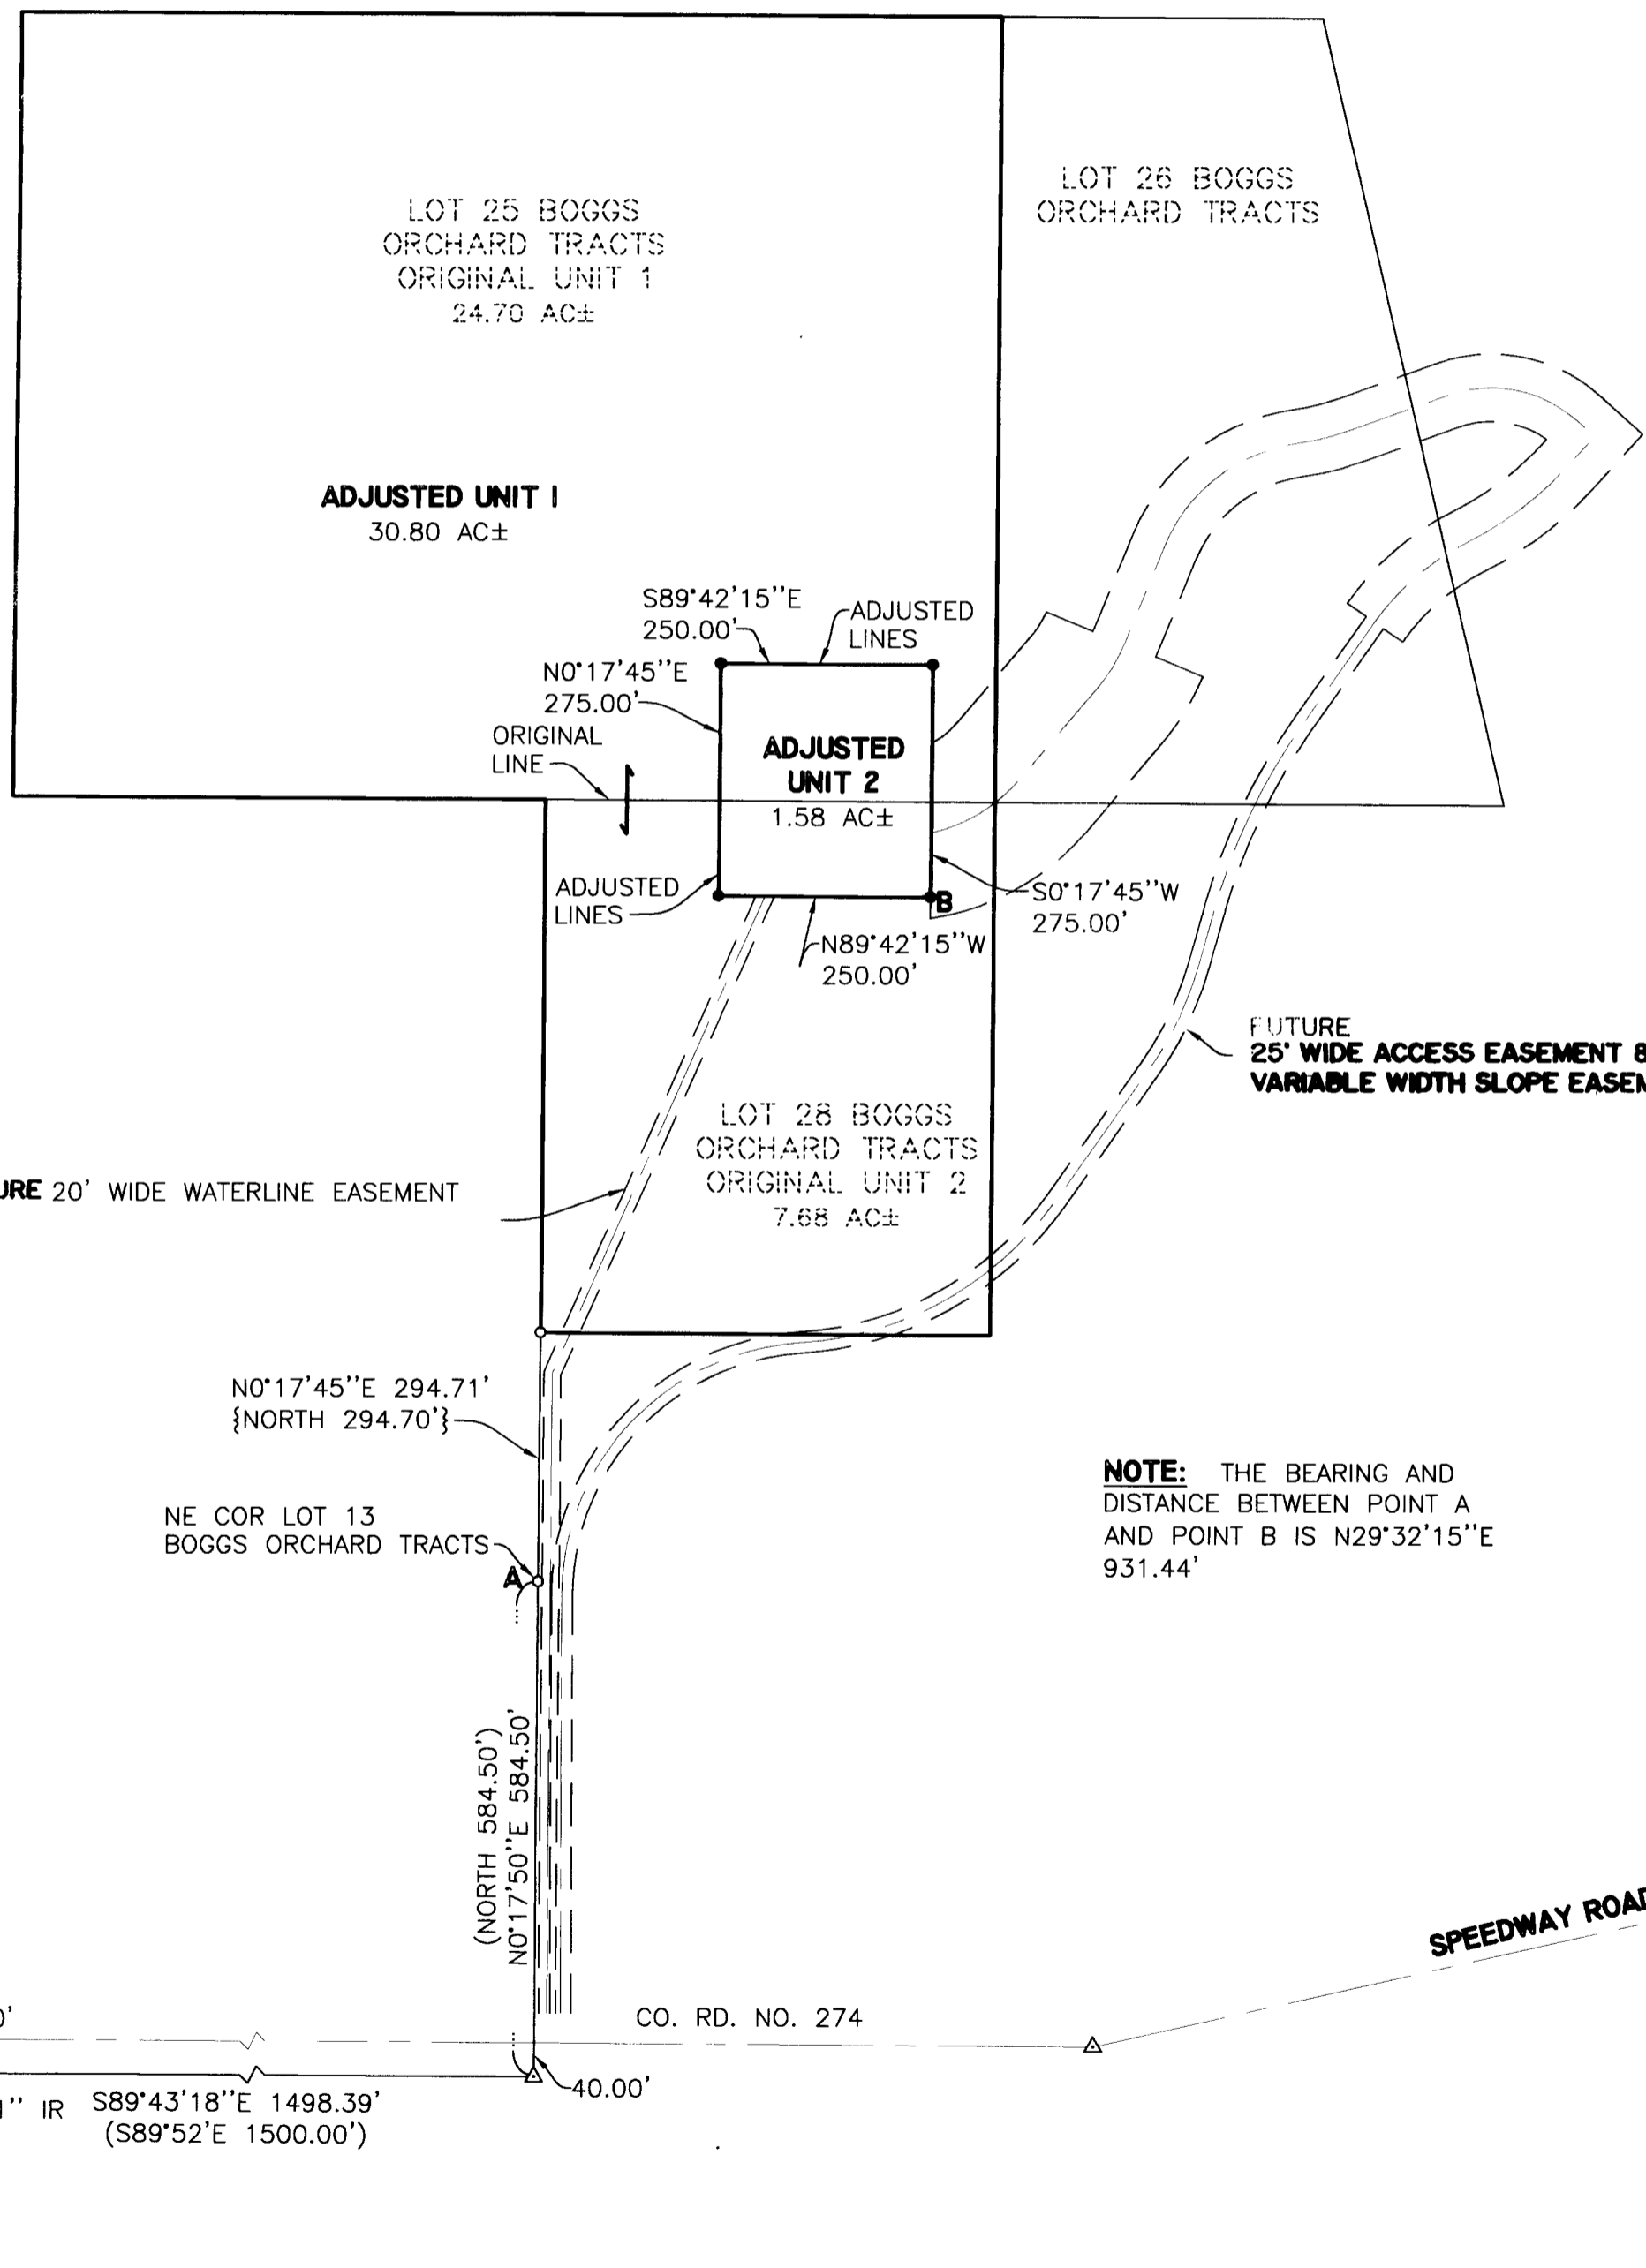 LOT 25 BOGGS
ORCHARD TRACTS
ORIGINAL UNIT 1
24.70 AC±
LOT 26 BOGGS
ORCHARD TRACTS
ADJUSTED UNIT 1
30.80 AC±
S89°42'15''E
250.00'
ADJUSTED
LINES
N0°17'45''E
275.00'
ORIGINAL
LINE
ADJUSTED
UNIT 2
1.58 AC±
ADJUSTED
LINES
B
S0°17'45''W
275.00'
N89°42'15''W
250.00'
FUTURE
25' WIDE ACCESS EASEMENT &
VARIABLE WIDTH SLOPE EASEM
LOT 28 BOGGS
ORCHARD TRACTS
ORIGINAL UNIT 2
7.68 AC±
URE 20' WIDE WATERLINE EASEMENT
N0°17'45''E 294.71'
{NORTH 294.70'}
NOTE: THE BEARING AND
DISTANCE BETWEEN POINT A
AND POINT B IS N29°32'15''E
931.44'
NE COR LOT 13
BOGGS ORCHARD TRACTS
A
(NORTH 584.50')
N0°17'50''E 584.50'
SPEEDWAY ROAD
0'
CO. RD. NO. 274
40.00'
1'' IR
S89°43'18''E 1498.39'
(S89°52'E 1500.00')